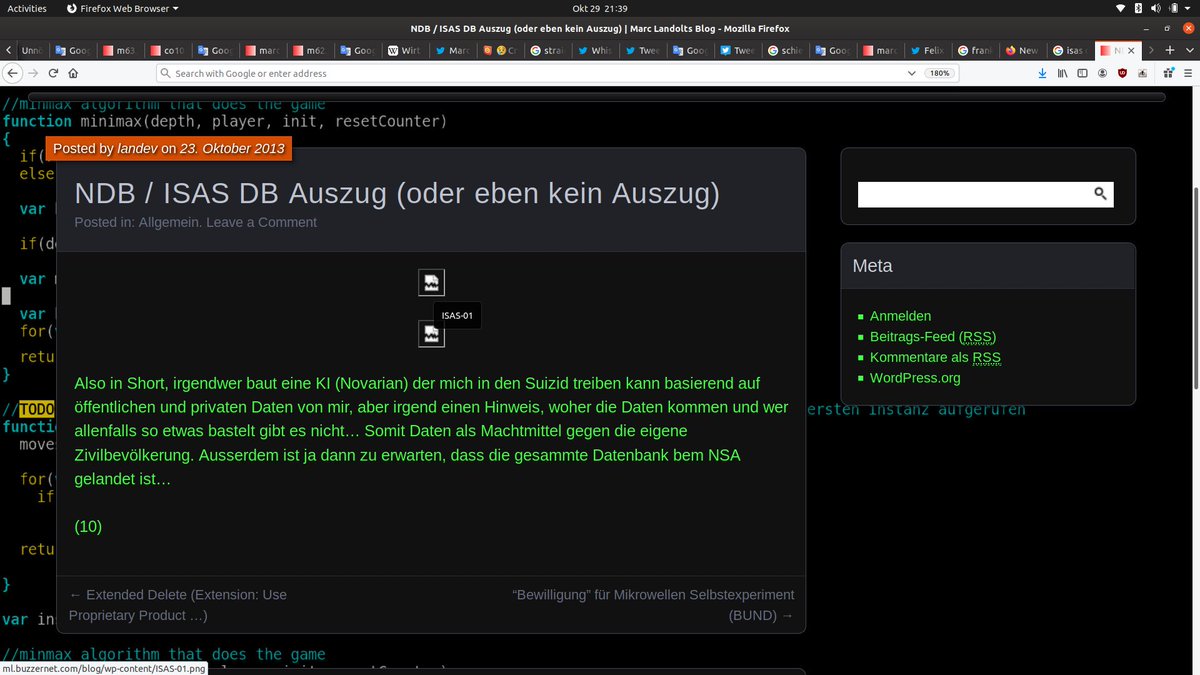 Activities Firefox Web Browser Okt 29 21:39
NDB / ISAS DB Auszug (oder eben kein Auszug) | Marc Landolts Blog - Mozilla Firefox
Unnö Goo m63. co10 Goo marc m62 Goo Wirt Marc Cr strai Whis Twee Goo Twee schie Goo marc Felix frank New isas c
Search with Google or enter address 180%
//minmax algorithm that does the game
function minimax(depth, player, init, resetCounter)
{
Posted by landev on 23. Oktober 2013
if(
else
NDB / ISAS DB Auszug (oder eben kein Auszug)
var
Posted in: Allgemein. Leave a Comment
if(de
Meta
var
ISAS-01
var
for(
retu
}
Anmelden
Beitrags-Feed (RSS)
Kommentare als RSS
WordPress.org
Also in Short, irgendwer baut eine KI (Novarian) der mich in den Suizid treiben kann basierend auf
öffentlichen und privaten Daten von mir, aber irgend einen Hinweis, woher die Daten kommen und wer
allenfalls so etwas bastelt gibt es nicht… Somit Daten als Machtmittel gegen die eigene
Zivilbevölkerung. Ausserdem ist ja dann zu erwarten, dass die gesammte Datenbank bem NSA
gelandet ist…
(10)
//TODO ersten Instanz aufgerufen
functi
move
for(
if
retu
}
← Extended Delete (Extension: Use
Proprietary Product …)
“Bewilligung” für Mikrowellen Selbstexperiment
(BUND) →
var in
//minmax algorithm that does the game
ml.buzzernet.com/blog/wp-content/ISAS-01.png